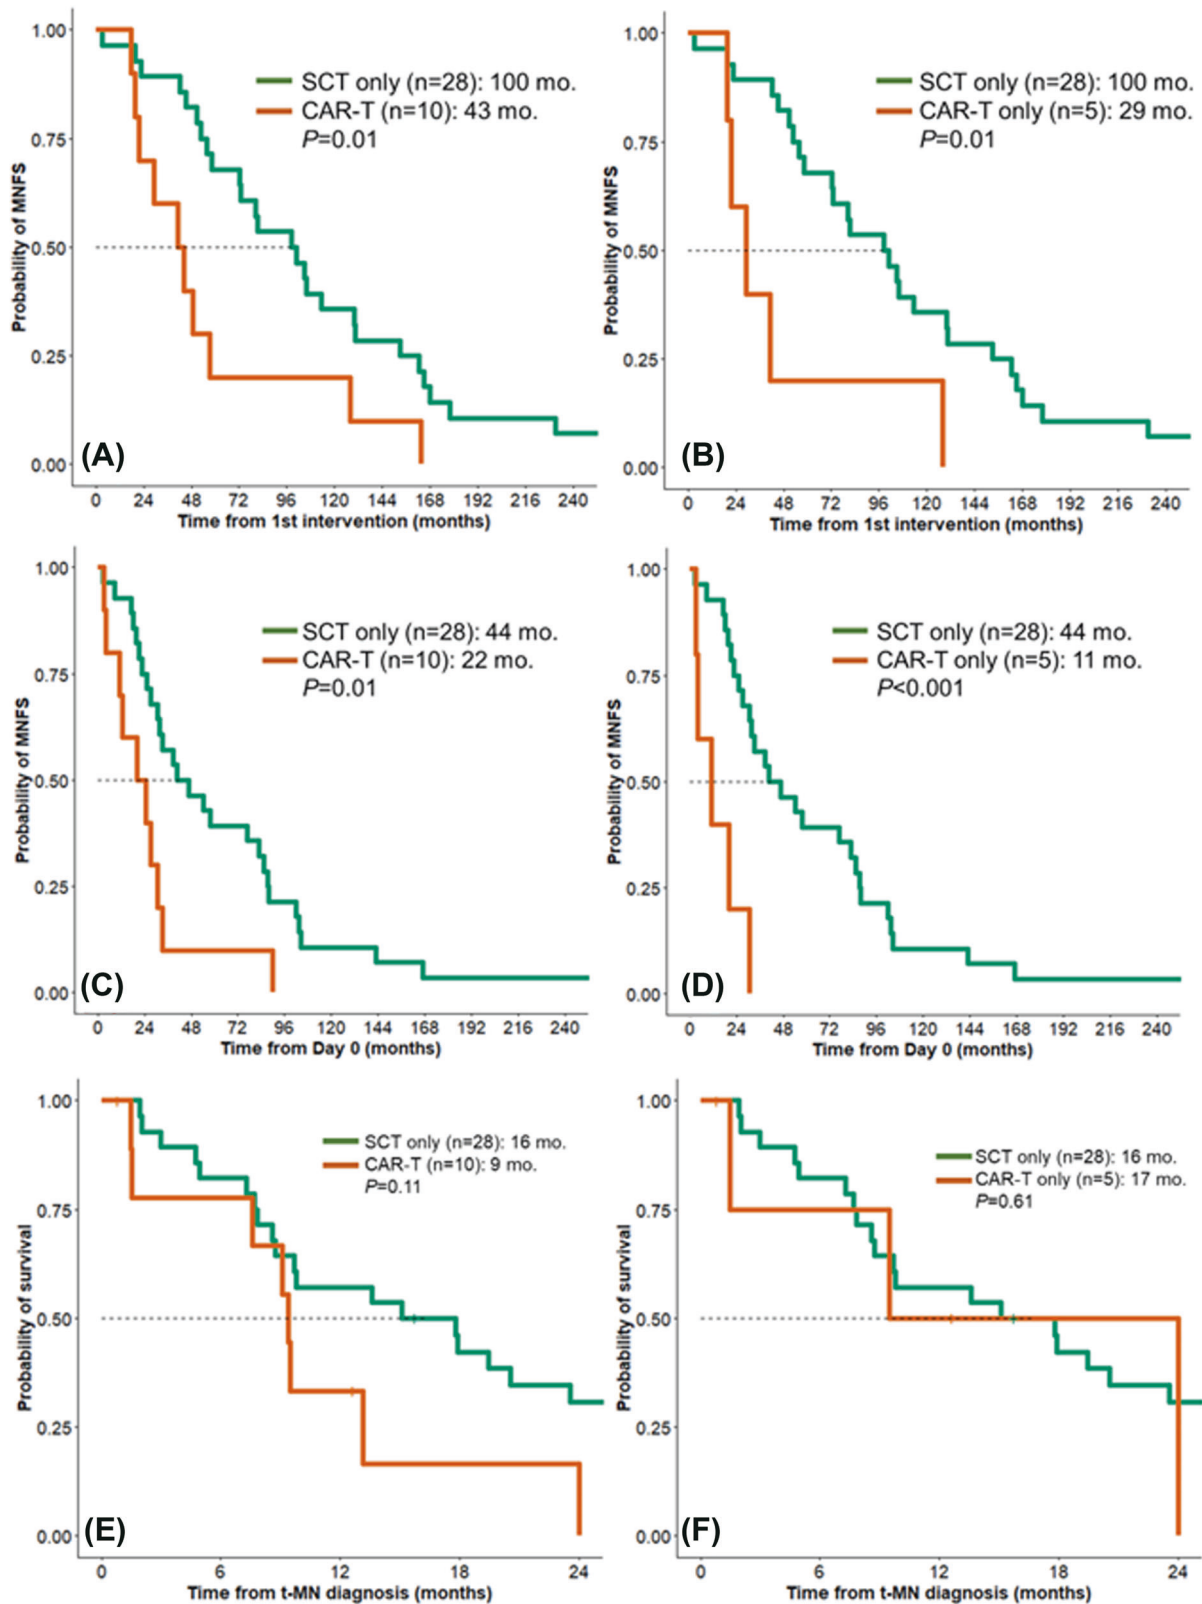 Probability of MNFS
1.00
0.75
0.50
0.25
0.00
SCT only (n=28): 100 mo.
CAR-T (n=10): 43 mo.
P=0.01
(A)
0 24 48 72 96 120 144 168 192 216 240
Time from 1st intervention (months)
Probability of MNFS
1.00
0.75
0.50
0.25
0.00
SCT only (n=28): 100 mo.
CAR-T only (n=5): 29 mo.
P=0.01
(B)
0 24 48 72 96 120 144 168 192 216 240
Time from 1st intervention (months)
Probability of MNFS
1.00
0.75
0.50
0.25
0.00
SCT only (n=28): 44 mo.
CAR-T (n=10): 22 mo.
P=0.01
(C)
0 24 48 72 96 120 144 168 192 216 240
Time from Day 0 (months)
Probability of MNFS
1.00
0.75
0.50
0.25
0.00
SCT only (n=28): 44 mo.
CAR-T only (n=5): 11 mo.
P<0.001
(D)
0 24 48 72 96 120 144 168 192 216 240
Time from Day 0 (months)
Probability of survival
1.00
0.75
0.50
0.25
0.00
SCT only (n=28): 16 mo.
CAR-T (n=10): 9 mo.
P=0.11
(E)
0 6 12 18 24
Time from t-MN diagnosis (months)
Probability of survival
1.00
0.75
0.50
0.25
0.00
SCT only (n=28): 16 mo.
CAR-T only (n=5): 17 mo.
P=0.61
(F)
0 6 12 18 24
Time from t-MN diagnosis (months)